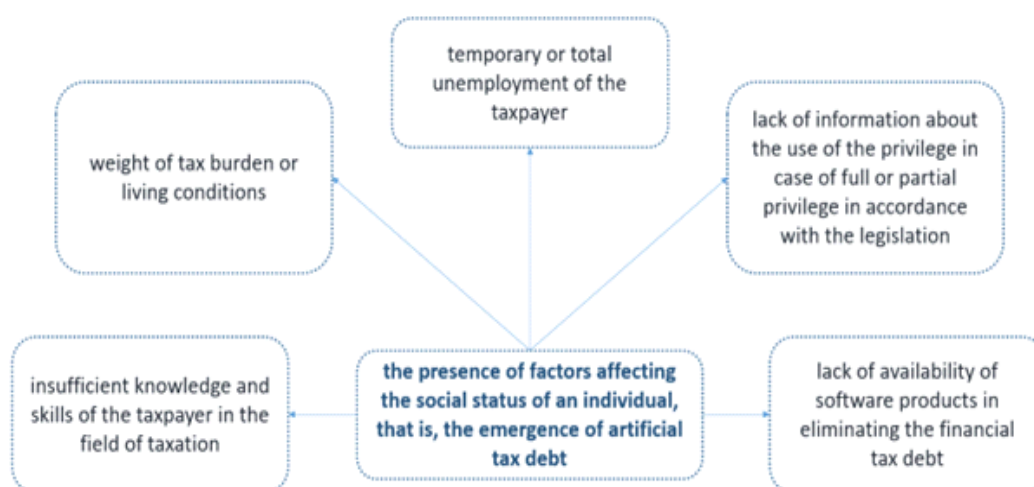 temporary or total
unemployment of the
taxpayer
weight of tax burden or
living conditions
lack of information about
the use of the privilege in
case of full or partial
privilege in accordance
with the legislation
insufficient knowledge and
skills of the taxpayer in the
field of taxation
the presence of factors affecting
the social status of an individual,
that is, the emergence of artificial
tax debt
lack of availability of
software products in
eliminating the financial
tax debt